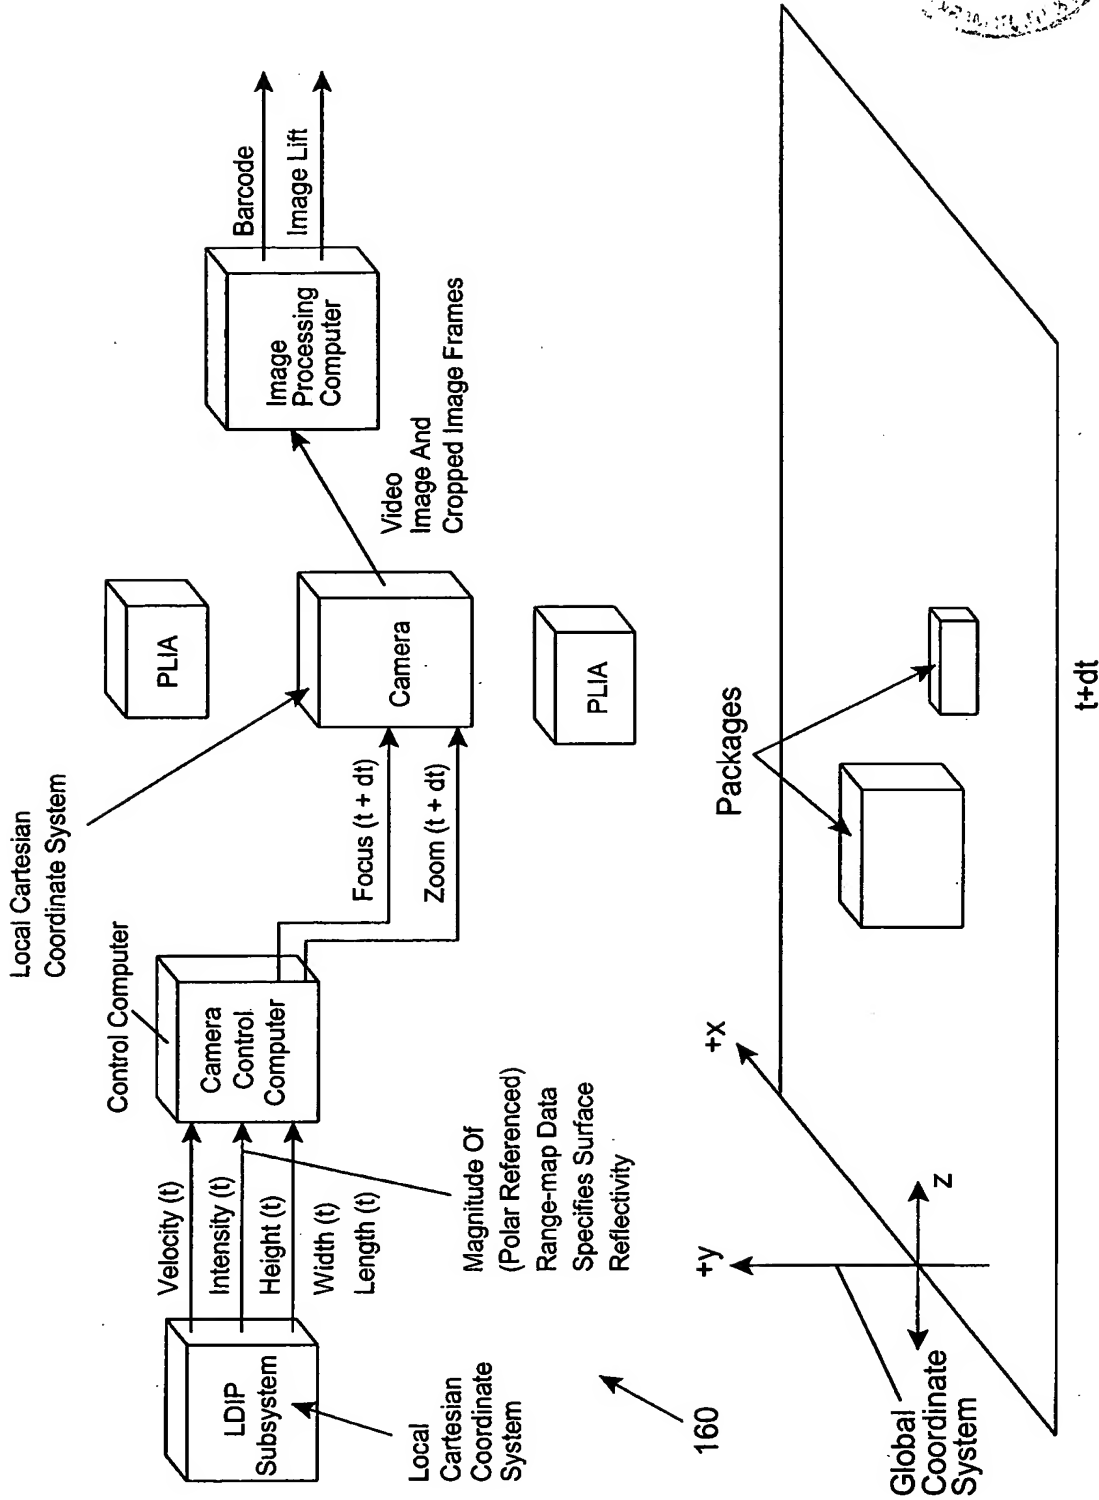 LDIP
Subsystem
Local
Cartesian
Coordinate
System
Velocity (t)
Intensity (t)
Height (t)
Width (t)
Length (t)
Magnitude Of
(Polar Referenced)
Range-map Data
Specifies Surface
Reflectivity
Control Computer
Camera
Control
Computer
Local Cartesian
Coordinate System
Focus (t + dt)
Zoom (t + dt)
PLIA
Camera
PLIA
Video
Image And
Cropped Image Frames
Image
Processing
Computer
Barcode
Image Lift
160
Global
Coordinate
System
+y
+x
z
Packages
t+dt